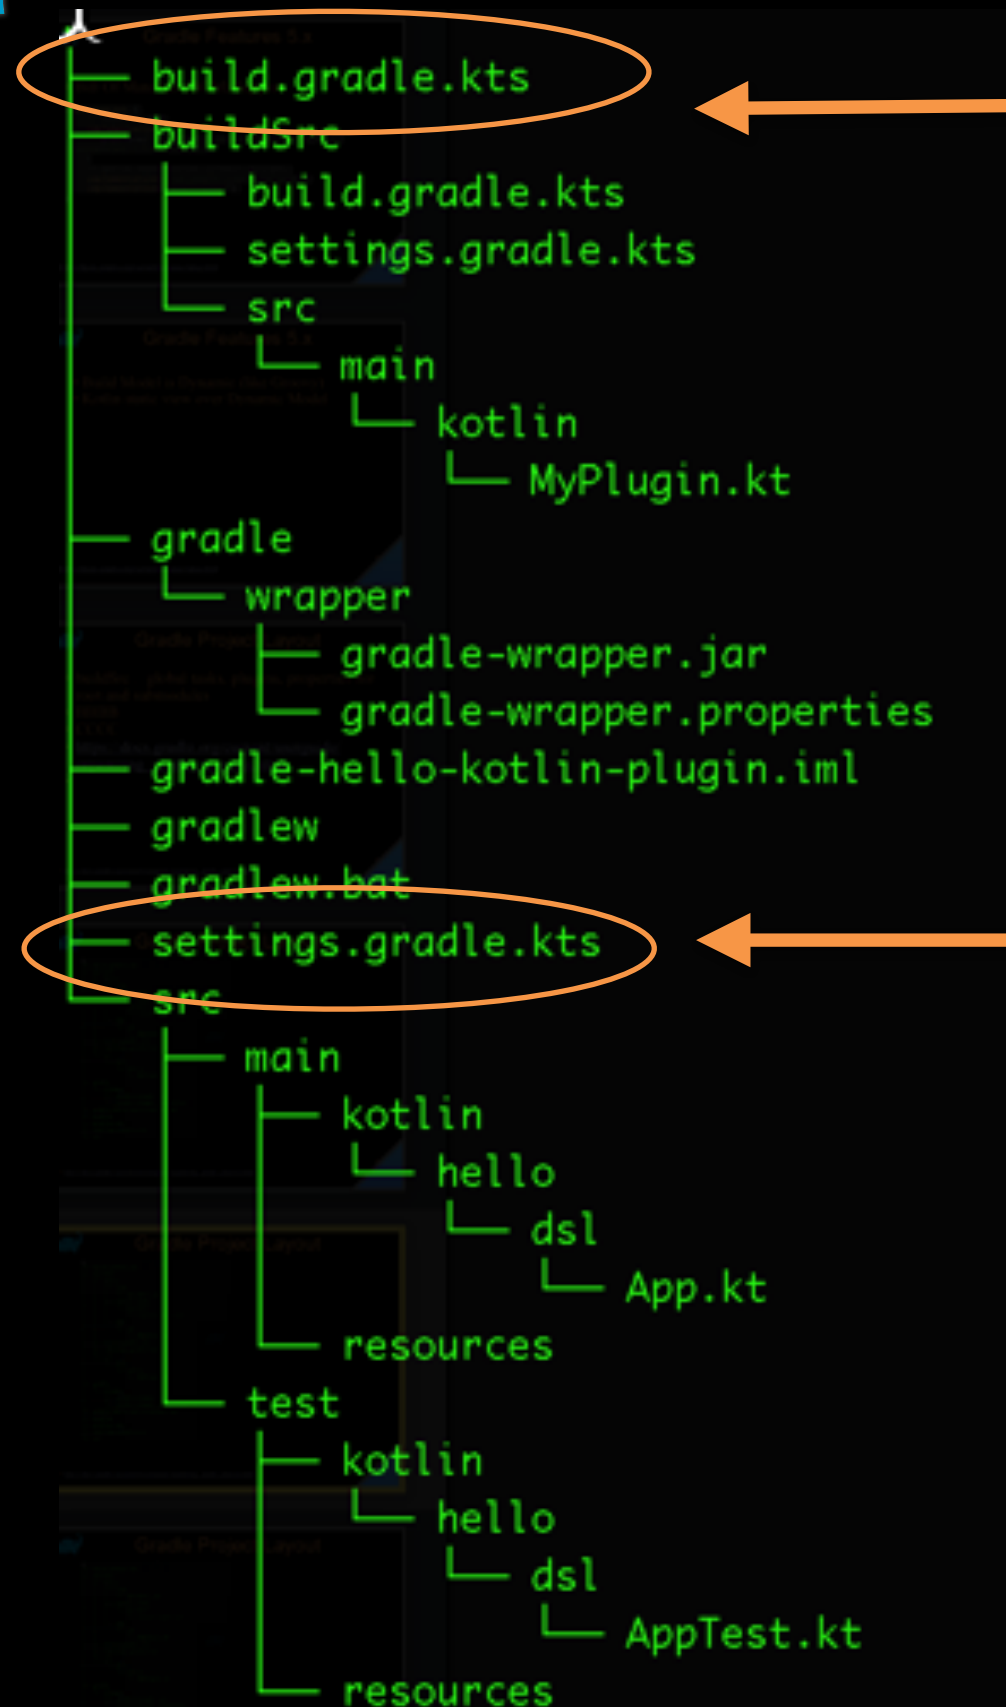 build.gradle.kts
buildSrc
build.gradle.kts
settings.gradle.kts
src
main
kotlin
MyPlugin.kt
gradle
wrapper
gradle-wrapper.jar
gradle-wrapper.properties
gradle-hello-kotlin-plugin.iml
gradlew
gradlew.bat
settings.gradle.kts
src
main
kotlin
hello
dsl
App.kt
resources
test
kotlin
hello
dsl
AppTest.kt
resources